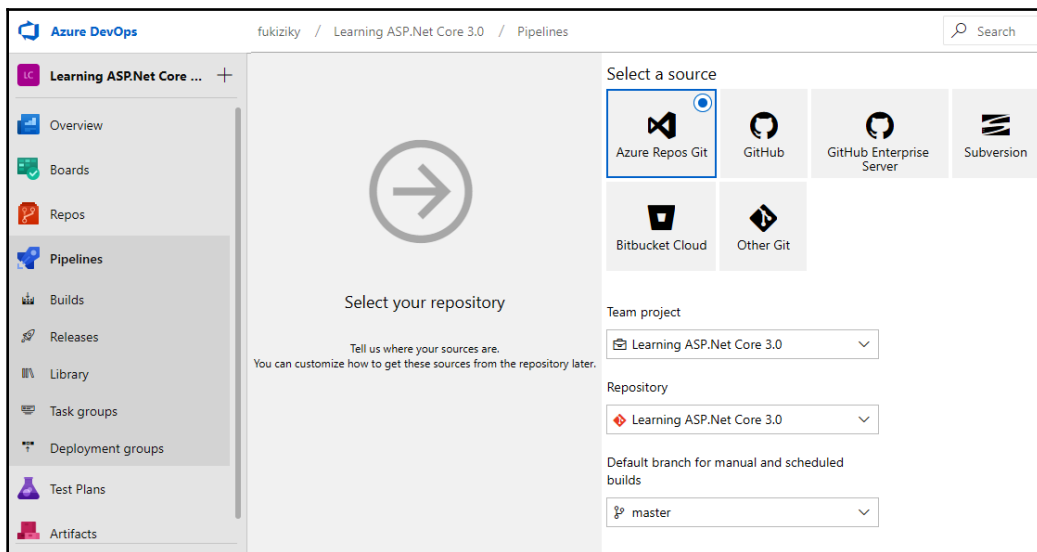 Azure DevOps
fukiziky / Learning ASP.Net Core 3.0 / Pipelines
Search
LC
Learning ASP.Net Core ...
Overview
Boards
Repos
Pipelines
Builds
Releases
Library
Task groups
Deployment groups
Test Plans
Artifacts
Select your repository
Tell us where your sources are.
You can customize how to get these sources from the repository later.
Select a source
Azure Repos Git
GitHub
GitHub Enterprise
Server
Subversion
Bitbucket Cloud
Other Git
Team project
Learning ASP.Net Core 3.0
Repository
Learning ASP.Net Core 3.0
Default branch for manual and scheduled
builds
master